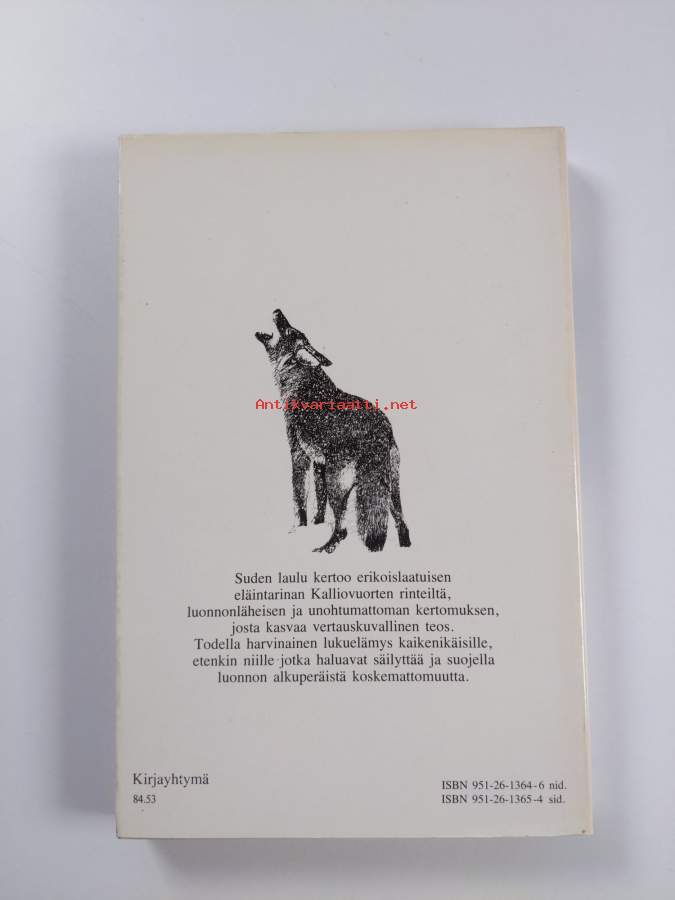 Antikvariaatti.net
Suden laulu kertoo erikoislaatuisen
eläintarinan Kalliovuorten rinteiltä,
luonnonläheisen ja unohtumattoman kertomuksen,
josta kasvaa vertauskuvallinen teos.
Todella harvinainen lukuelämys kaikenikäisille,
etenkin niille jotka haluavat säilyttää ja suojella
luonnon alkuperäistä koskemattomuutta.
Kirjayhtymä
84.53
ISBN 951-26-1364-6 nid.
ISBN 951-26-1365-4 sid.